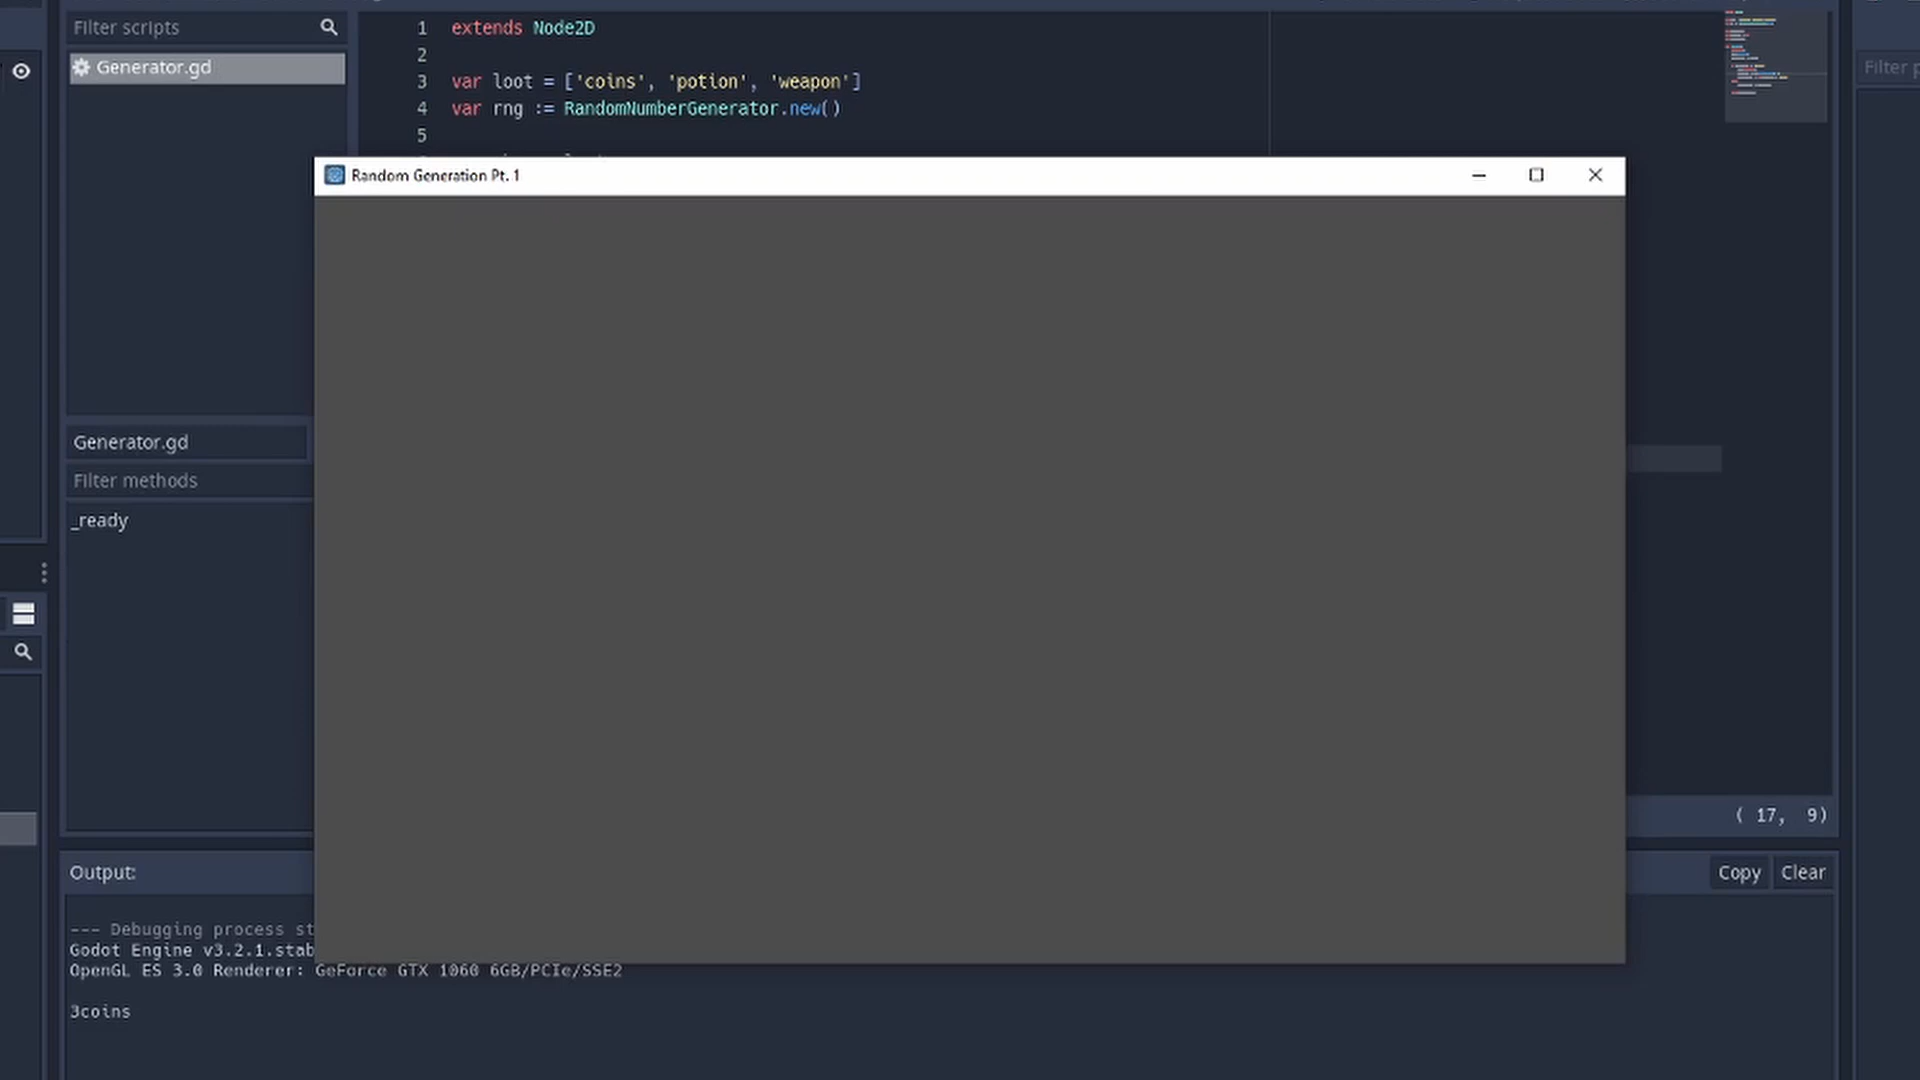 Filter scripts
Generator.gd
1 extends Node2D
2
3 var loot = ['coins', 'potion', 'weapon']
4 var rng := RandomNumberGenerator.new()
5
Filter
Random Generation Pt. 1
Generator.gd
Filter methods
_ready
( 17, 9)
Output:
Copy Clear
--- Debugging process st
Godot Engine v3.2.1.stab
OpenGL ES 3.0 Renderer: GeForce GTX 1060 6GB/PCIe/SSE2
3coins